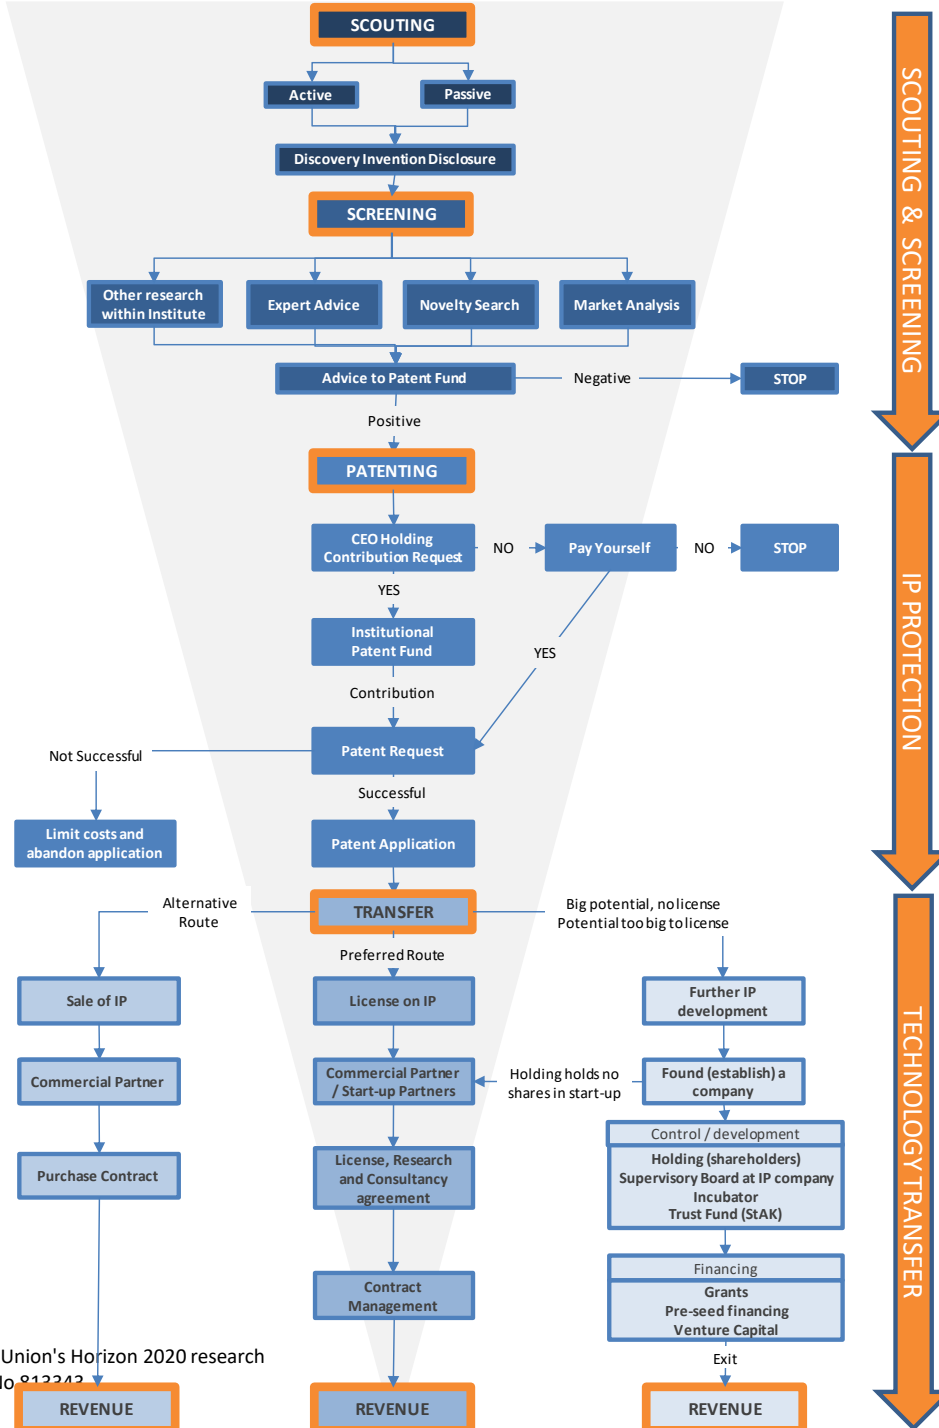 SCOUTING
Active
Passive
Discovery Invention Disclosure
SCREENING
Other research
within Institute
Expert Advice
Novelty Search
Market Analysis
Advice to Patent Fund
Negative
STOP
Positive
SCOUTING & SCREENING
PATENTING
CEO Holding
Contribution Request
NO
Pay Yourself
NO
STOP
YES
Institutional
Patent Fund
YES
Contribution
Patent Request
Not Successful
Successful
Limit costs and
abandon application
Patent Application
IP PROTECTION
Alternative
Route
TRANSFER
Big potential, no license
Potential too big to license
Preferred Route
Sale of IP
License on IP
Further IP
development
Commercial Partner
Commercial Partner
/ Start-up Partners
Holding holds no
shares in start-up
Found (establish) a
company
Control / development
Holding (shareholders)
Supervisory Board at IP company
Incubator
Trust Fund (StAK)
Purchase Contract
License, Research
and Consultancy
agreement
Financing
Grants
Pre-seed financing
Venture Capital
Contract
Management
Exit
TECHNOLOGY TRANSFER
Union's Horizon 2020 research
No 813343
REVENUE
REVENUE
REVENUE